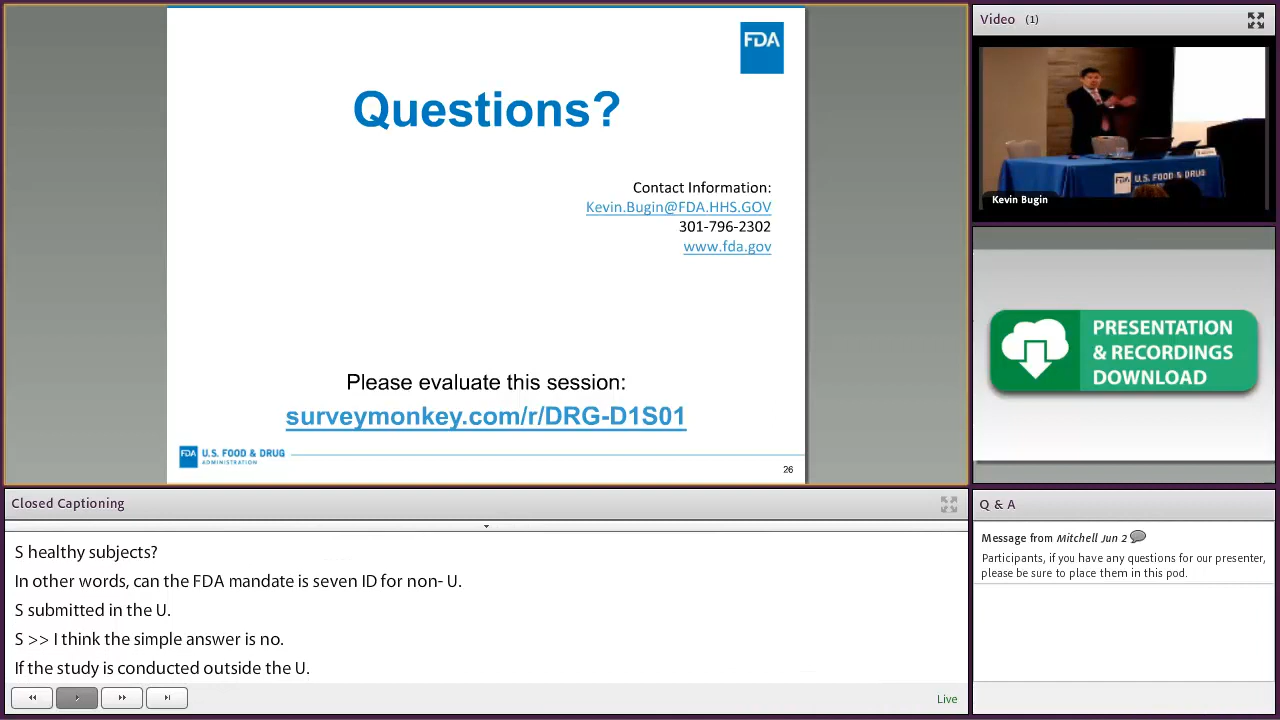 FDA
Questions?
Contact Information:
Kevin.Bugin@FDA.HHS.GOV
301-796-2302
www.fda.gov
Please evaluate this session:
surveymonkey.com/r/DRG-D1S01
FDA U.S. FOOD & DRUG
ADMINISTRATION
26
Video (1)
FDA U.S. FOOD & DRUG
Kevin Bugin
PRESENTATION
& RECORDINGS
DOWNLOAD
Closed Captioning
S healthy subjects?
In other words, can the FDA mandate is seven ID for non- U.
S submitted in the U.
S >> I think the simple answer is no.
If the study is conducted outside the U.
Live
Q & A
Message from Mitchell Jun 2
Participants, if you have any questions for our presenter,
please be sure to place them in this pod.